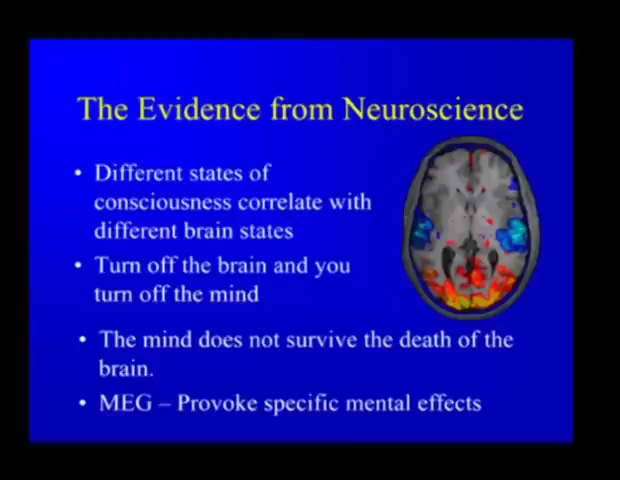 The Evidence from Neuroscience
• Different states of
consciousness correlate with
different brain states
• Turn off the brain and you
turn off the mind
• The mind does not survive the death of the
brain.
• MEG – Provoke specific mental effects